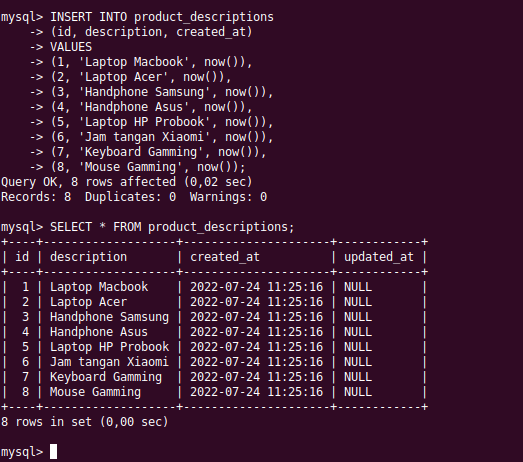 mysql> INSERT INTO product_descriptions
    -> (id, description, created_at)
    -> VALUES
    -> (1, 'Laptop Macbook', now()),
    -> (2, 'Laptop Acer', now()),
    -> (3, 'Handphone Samsung', now()),
    -> (4, 'Handphone Asus', now()),
    -> (5, 'Laptop HP Probook', now()),
    -> (6, 'Jam tangan Xiaomi', now()),
    -> (7, 'Keyboard Gamming', now()),
    -> (8, 'Mouse Gamming', now());
Query OK, 8 rows affected (0,02 sec)
Records: 8  Duplicates: 0  Warnings: 0

mysql> SELECT * FROM product_descriptions;
+----+-------------------+---------------------+------------+
| id | description       | created_at          | updated_at |
+----+-------------------+---------------------+------------+
|  1 | Laptop Macbook    | 2022-07-24 11:25:16 | NULL       |
|  2 | Laptop Acer       | 2022-07-24 11:25:16 | NULL       |
|  3 | Handphone Samsung | 2022-07-24 11:25:16 | NULL       |
|  4 | Handphone Asus    | 2022-07-24 11:25:16 | NULL       |
|  5 | Laptop HP Probook | 2022-07-24 11:25:16 | NULL       |
|  6 | Jam tangan Xiaomi | 2022-07-24 11:25:16 | NULL       |
|  7 | Keyboard Gamming  | 2022-07-24 11:25:16 | NULL       |
|  8 | Mouse Gamming     | 2022-07-24 11:25:16 | NULL       |
+----+-------------------+---------------------+------------+
8 rows in set (0,00 sec)

mysql>